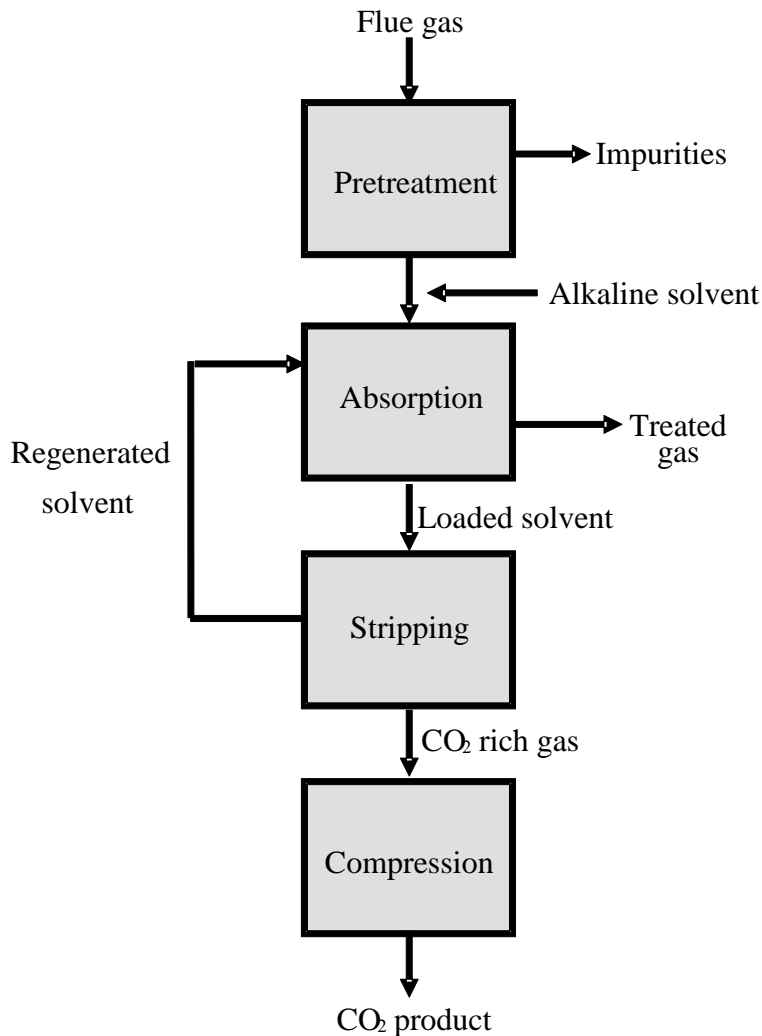 Flue gas
Pretreatment
Impurities
Alkaline solvent
Absorption
Treated
gas
Regenerated
solvent
Loaded solvent
Stripping
CO₂ rich gas
Compression
CO₂ product